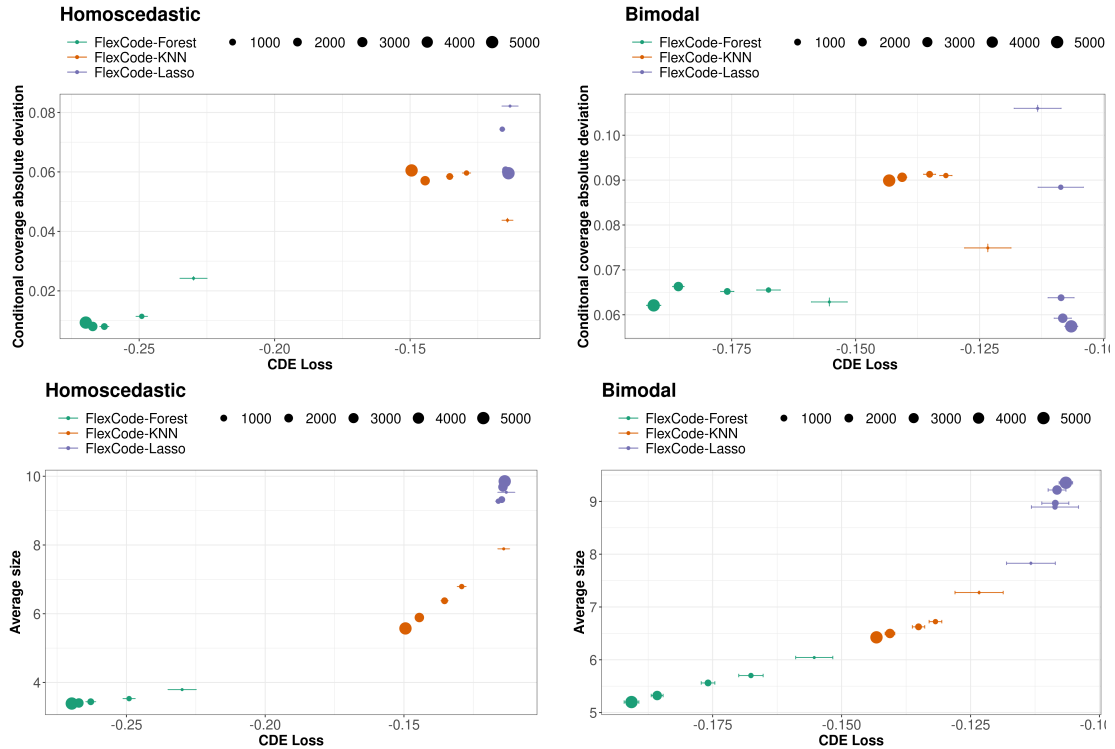 Homoscedastic
FlexCode-Forest
FlexCode-KNN
FlexCode-Lasso
1000 2000 3000 4000 5000
Conditonal coverage absolute deviation
0.08
0.06
0.04
0.02
-0.25 -0.20 -0.15
CDE Loss
Bimodal
FlexCode-Forest
FlexCode-KNN
FlexCode-Lasso
1000 2000 3000 4000 5000
Conditonal coverage absolute deviation
0.10
0.09
0.08
0.07
0.06
-0.175 -0.150 -0.125 -0.10
CDE Loss
Homoscedastic
FlexCode-Forest
FlexCode-KNN
FlexCode-Lasso
1000 2000 3000 4000 5000
Average size
10
8
6
4
-0.25 -0.20 -0.15
CDE Loss
Bimodal
FlexCode-Forest
FlexCode-KNN
FlexCode-Lasso
1000 2000 3000 4000 5000
Average size
9
8
7
6
5
-0.175 -0.150 -0.125 -0.10
CDE Loss